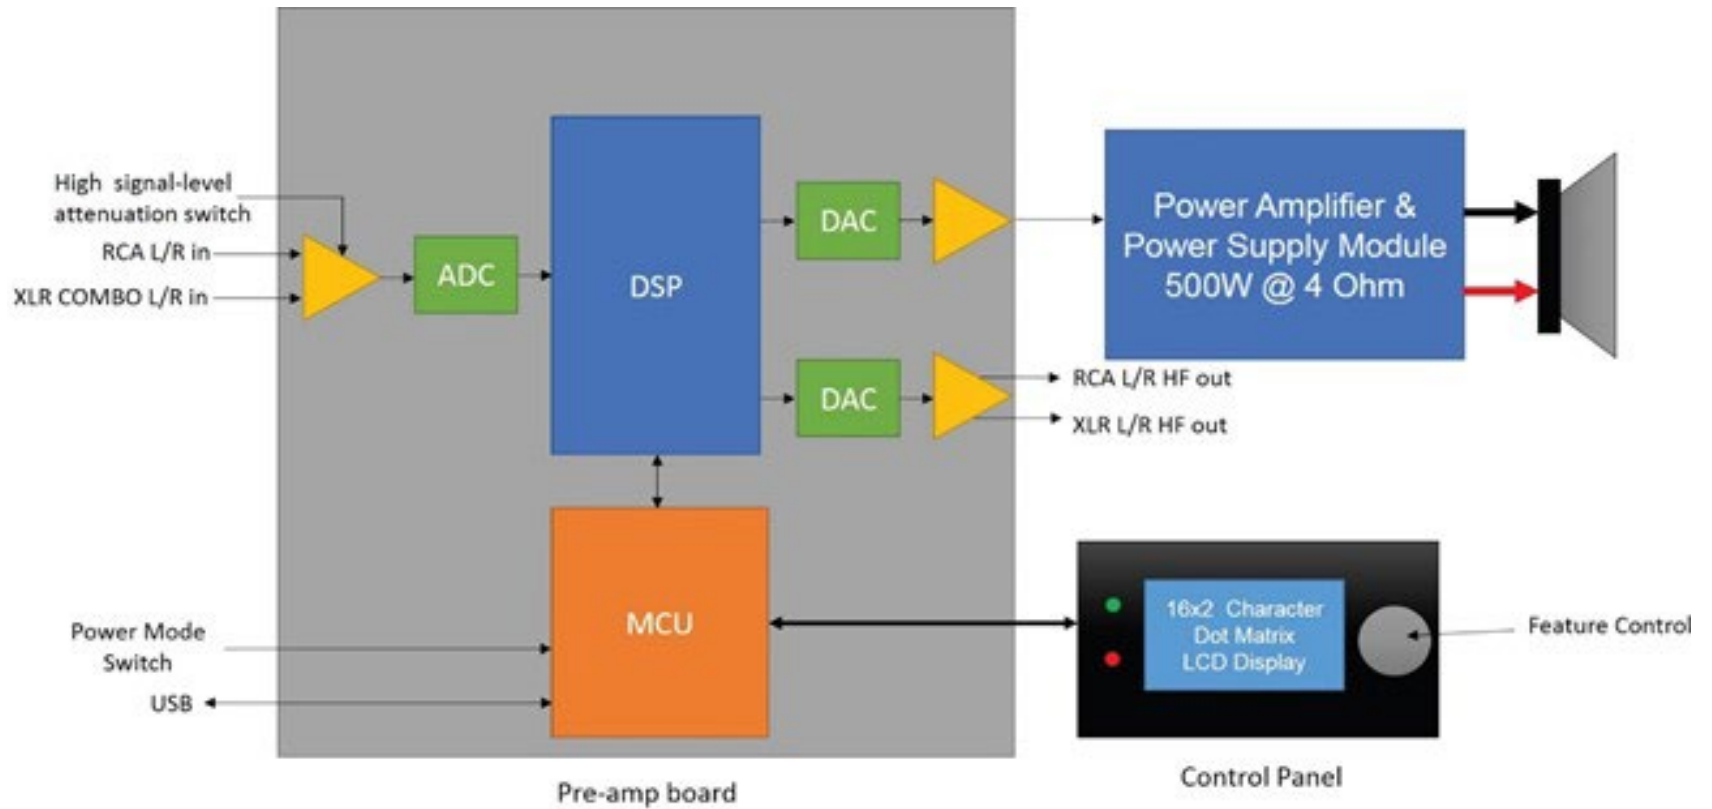 High signal-level
attenuation switch
RCA L/R in
XLR COMBO L/R in
ADC
DSP
DAC
DAC
Power Amplifier &
Power Supply Module
500W @ 4 Ohm
RCA L/R HF out
XLR L/R HF out
MCU
Power Mode
Switch
USB
16x2 Character
Dot Matrix
LCD Display
Feature Control
Control Panel
Pre-amp board